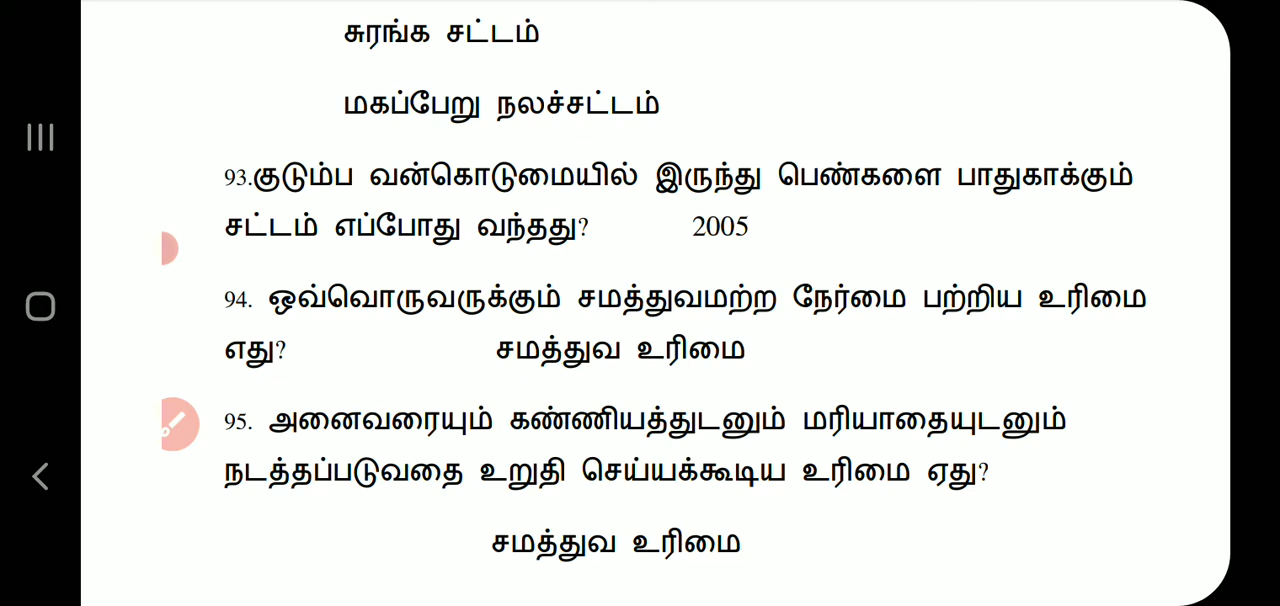 சுரங்க சட்டம்
மகப்பேறு நலச்சட்டம்
93.குடும்ப வன்கொடுமையில் இருந்து பெண்களை பாதுகாக்கும்
சட்டம் எப்போது வந்தது? 2005
94. ஒவ்வொருவருக்கும் சமத்துவமற்ற நேர்மை பற்றிய உரிமை
எது? சமத்துவ உரிமை
95. அனைவரையும் கண்ணியத்துடனும் மரியாதையுடனும்
நடத்தப்படுவதை உறுதி செய்யக்கூடிய உரிமை ஏது?
சமத்துவ உரிமை